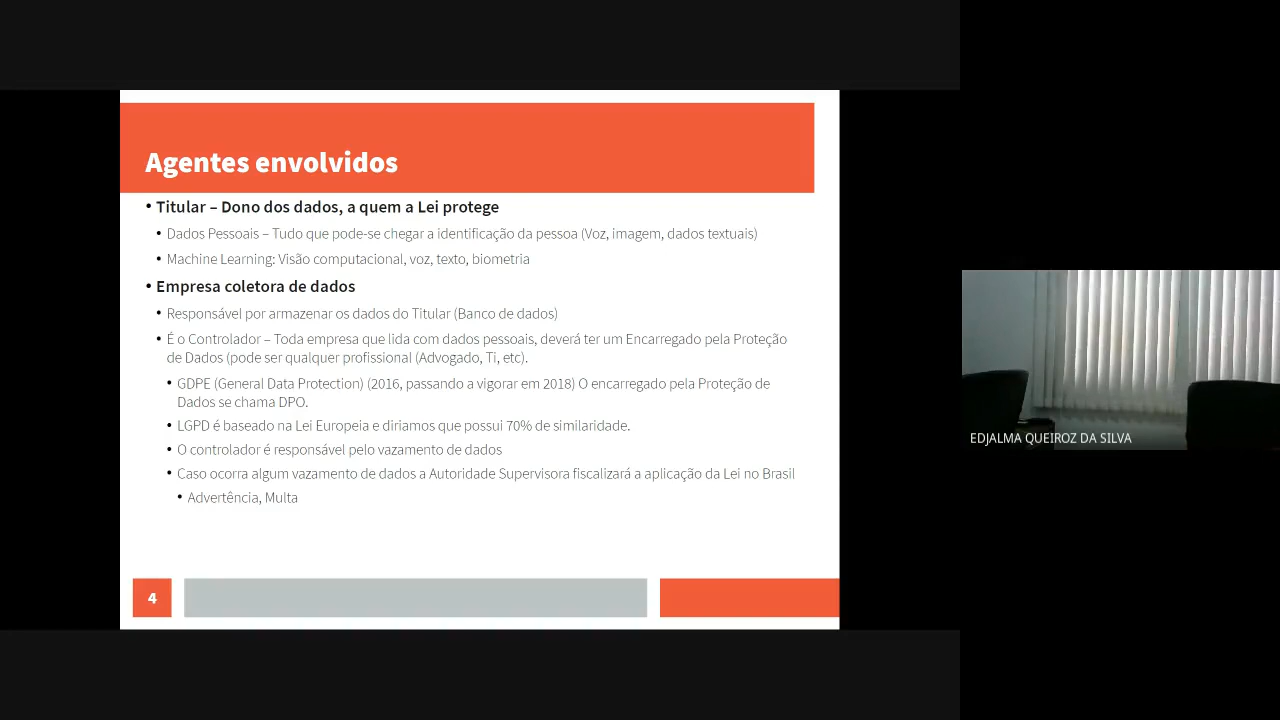 Agentes envolvidos
• Titular – Dono dos dados, a quem a Lei protege
• Dados Pessoais – Tudo que pode-se chegar a identificação da pessoa (Voz, imagem, dados textuais)
• Machine Learning: Visão computacional, voz, texto, biometria
• Empresa coletora de dados
• Responsável por armazenar os dados do Titular (Banco de dados)
• É o Controlador – Toda empresa que lida com dados pessoais, deverá ter um Encarregado pela Proteção
de Dados (pode ser qualquer profissional (Advogado, Ti, etc).
• GDPE (General Data Protection) (2016, passando a vigorar em 2018) O encarregado pela Proteção de
Dados se chama DPO.
• LGPD é baseado na Lei Europeia e diriamos que possui 70% de similaridade.
• O controlador é responsável pelo vazamento de dados
• Caso ocorra algum vazamento de dados a Autoridade Supervisora fiscalizará a aplicação da Lei no Brasil
• Advertência, Multa
4
EDJALMA QUEIROZ DA SILVA